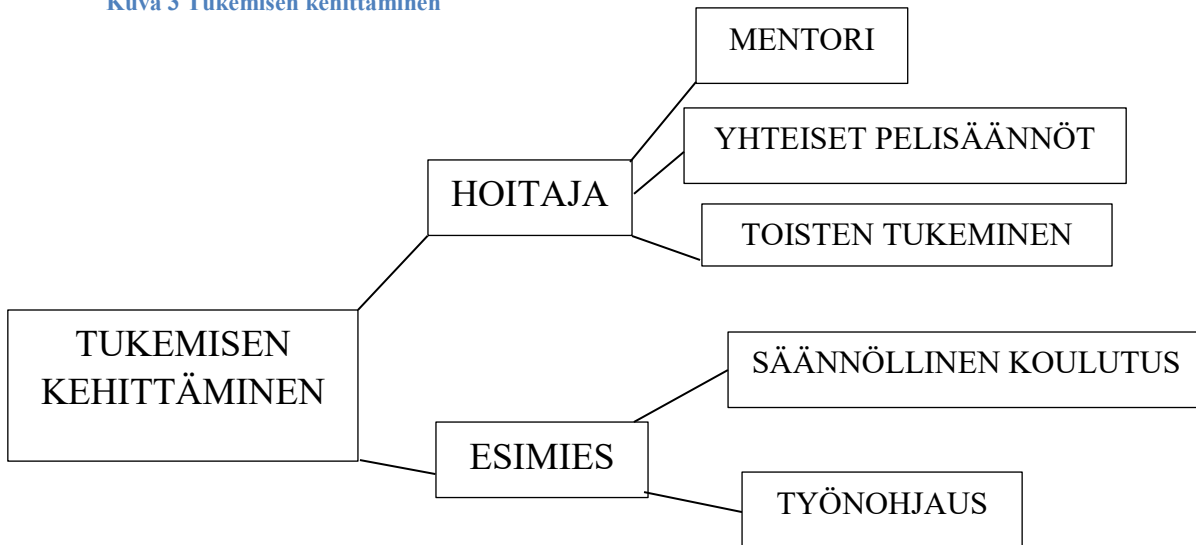 Kuva 3 Tukemisen kehittäminen
MENTORI
YHTEISET PELISÄÄNNÖT
HOITAJA
TOISTEN TUKEMINEN
TUKEMISEN
KEHITTÄMINEN
SÄÄNNÖLLINEN KOULUTUS
ESIMIES
TYÖNOHJAUS